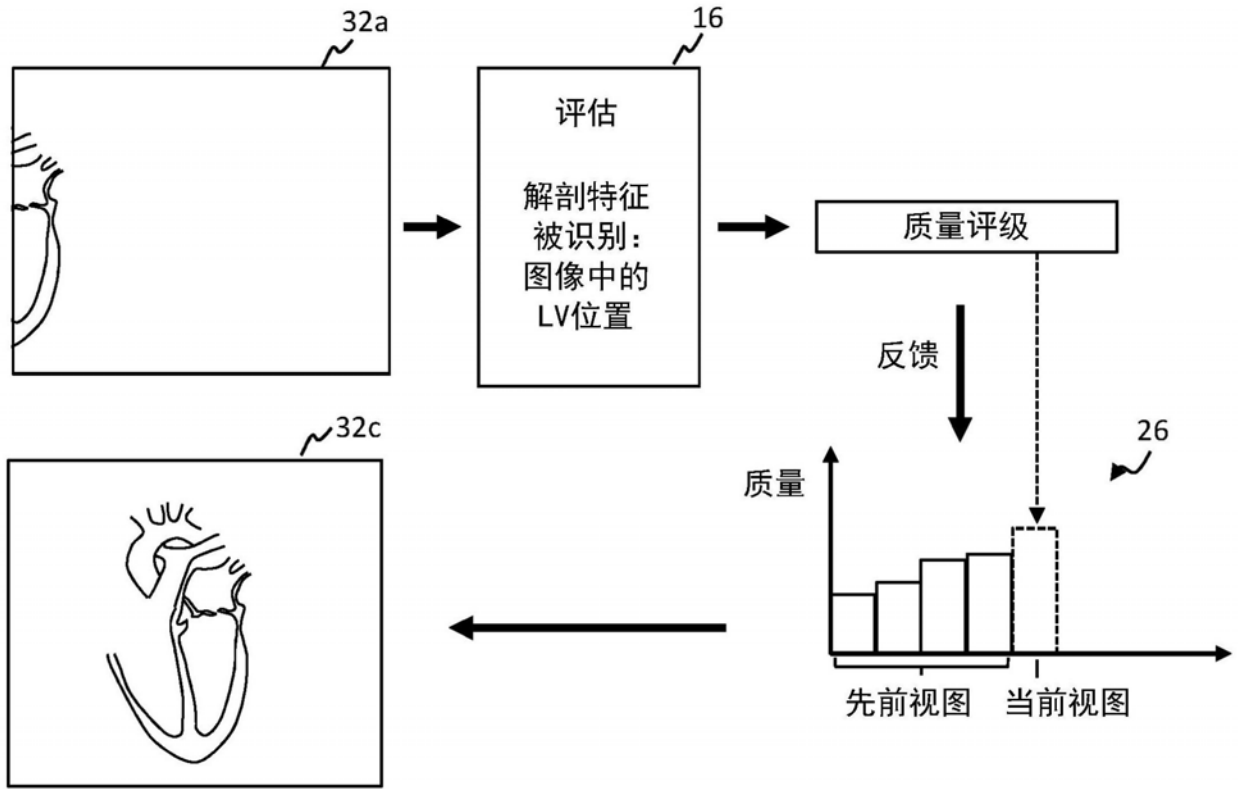 32a
16
评估
解剖特征
被识别：
图像中的
LV位置
质量评级
反馈
32c
26
质量
先前视图
当前视图